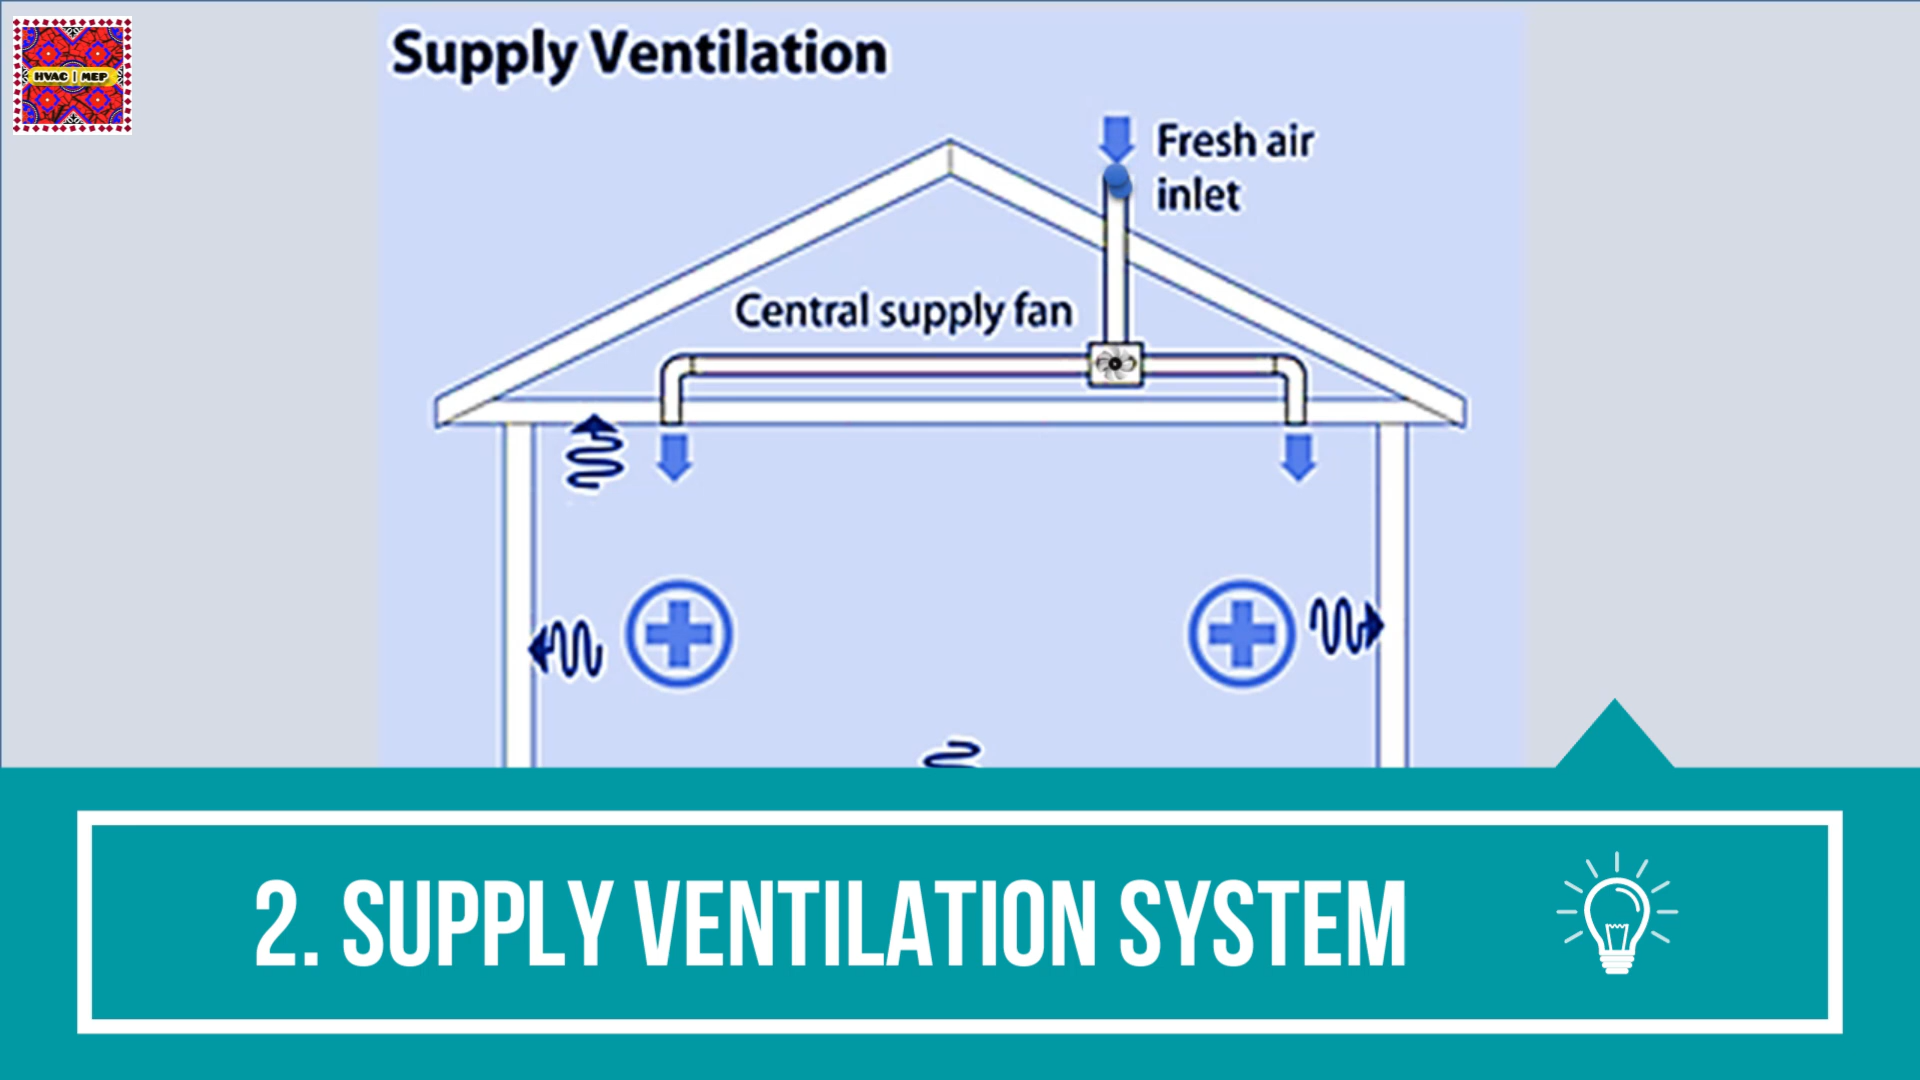 HVAC | MEP
Supply Ventilation
Fresh air
inlet
Central supply fan
2. SUPPLY VENTILATION SYSTEM